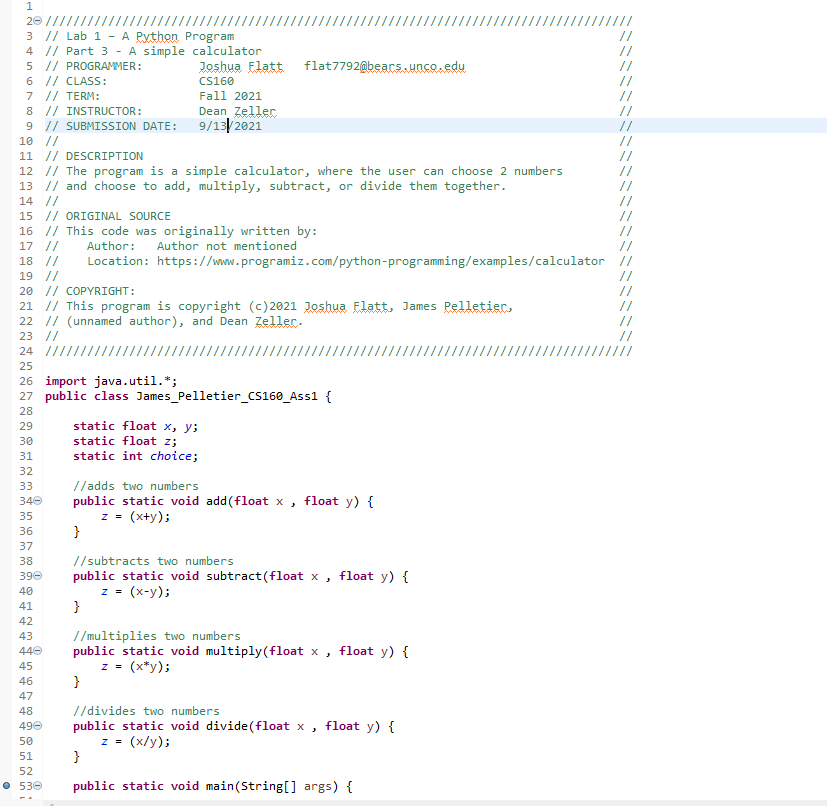 1
2 ////////////////////////////////////////////////////////////////////////////////////
3 // Lab 1 – A Python Program //
4 // Part 3 - A simple calculator //
5 // PROGRAMMER: Joshua Flatt flat7792@bears.unco.edu //
6 // CLASS: CS160 //
7 // TERM: Fall 2021 //
8 // INSTRUCTOR: Dean Zeller //
9 // SUBMISSION DATE: 9/13/2021 //
10 // //
11 // DESCRIPTION //
12 // The program is a simple calculator, where the user can choose 2 numbers //
13 // and choose to add, multiply, subtract, or divide them together. //
14 // //
15 // ORIGINAL SOURCE //
16 // This code was originally written by: //
17 // Author: Author not mentioned //
18 // Location: https://www.programiz.com/python-programming/examples/calculator //
19 // //
20 // COPYRIGHT: //
21 // This program is copyright (c)2021 Joshua Flatt, James Pelletier, //
22 // (unnamed author), and Dean Zeller. //
23 // //
24 ////////////////////////////////////////////////////////////////////////////////////
25
26 import java.util.*;
27 public class James_Pelletier_CS160_Ass1 {
28
29 static float x, y;
30 static float z;
31 static int choice;
32
33 //adds two numbers
34 public static void add(float x , float y) {
35 z = (x+y);
36 }
37
38 //subtracts two numbers
39 public static void subtract(float x , float y) {
40 z = (x-y);
41 }
42
43 //multiplies two numbers
44 public static void multiply(float x , float y) {
45 z = (x*y);
46 }
47
48 //divides two numbers
49 public static void divide(float x , float y) {
50 z = (x/y);
51 }
52
53 public static void main(String[] args) {